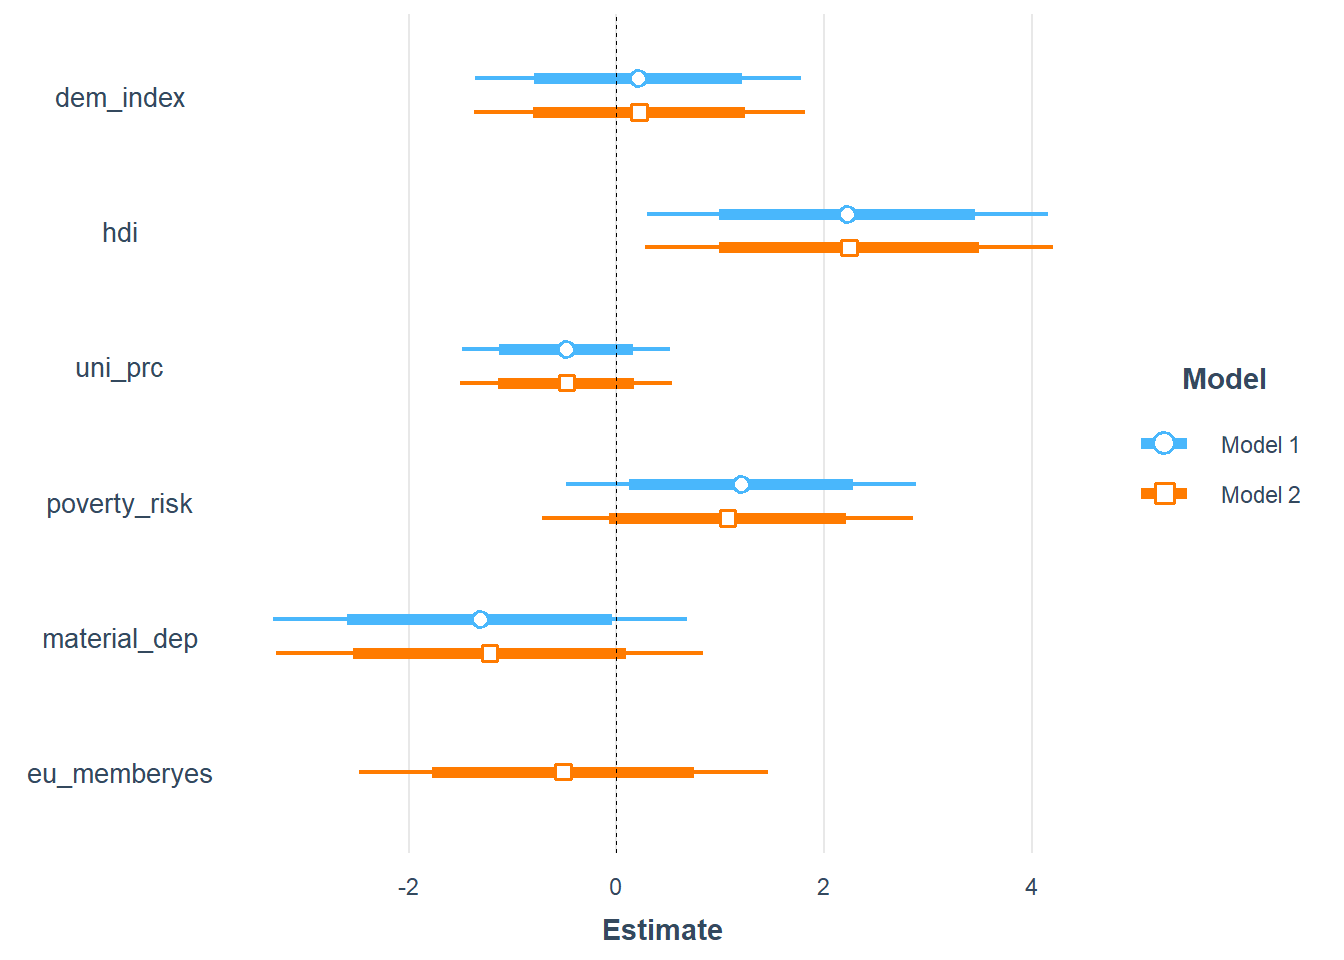 dem_index
hdi
uni_prc
poverty_risk
material_dep
eu_memberyes
-2
0
2
4
Estimate
Model
Model 1
Model 2